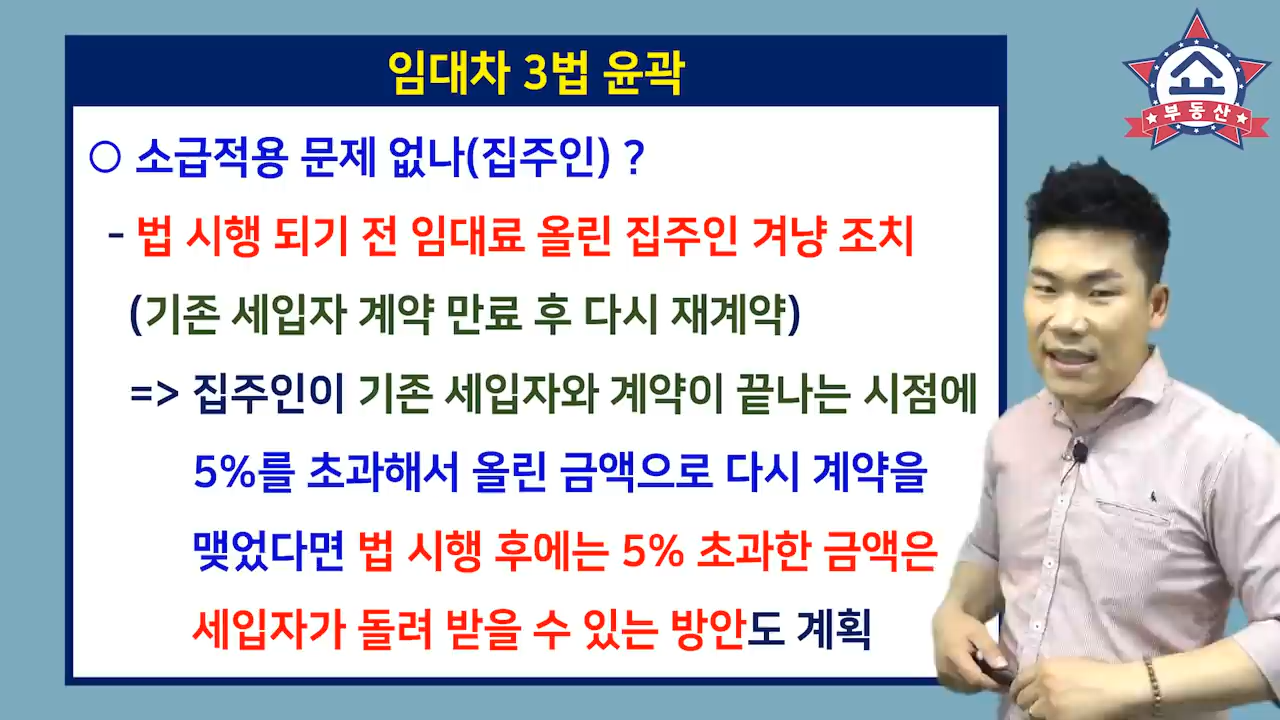 임대차 3법 윤곽
쇼
부동산
○ 소급적용 문제 없나(집주인) ?
- 법 시행 되기 전 임대료 올린 집주인 겨냥 조치
(기존 세입자 계약 만료 후 다시 재계약)
=> 집주인이 기존 세입자와 계약이 끝나는 시점에
5%를 초과해서 올린 금액으로 다시 계약을
맺었다면 법 시행 후에는 5% 초과한 금액은
세입자가 돌려 받을 수 있는 방안도 계획